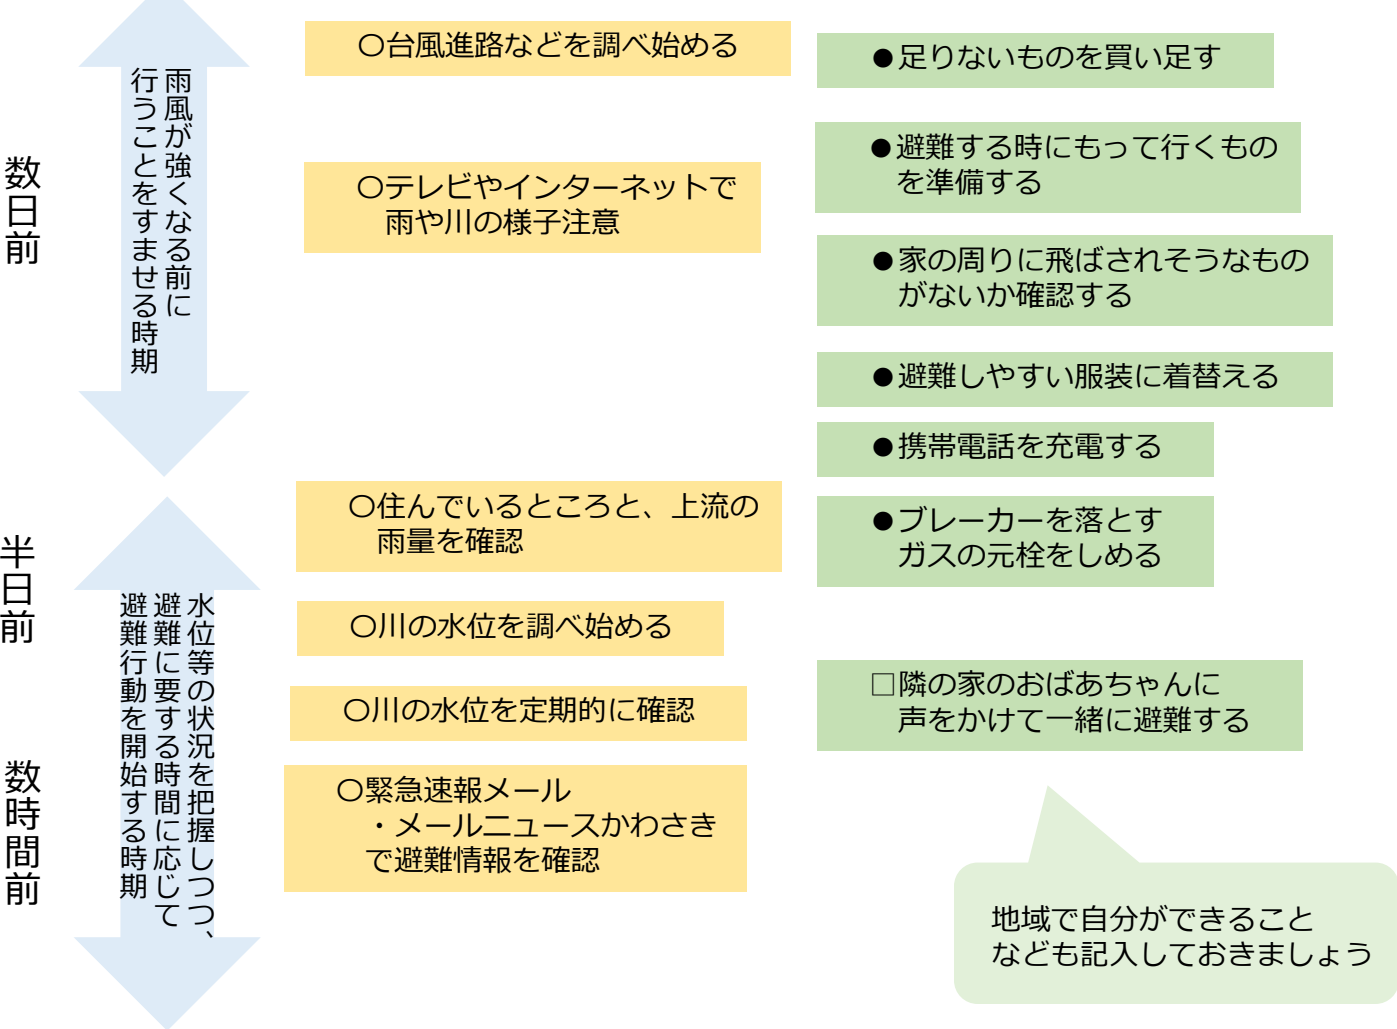 数日前
雨風が強くなる前に
行うことをすませる時期
〇台風進路などを調べ始める
〇テレビやインターネットで
雨や川の様子注意
●足りないものを買い足す
●避難する時にもって行くもの
を準備する
●家の周りに飛ばされそうなもの
がないか確認する
●避難しやすい服装に着替える
●携帯電話を充電する
●ブレーカーを落とす
ガスの元栓をしめる
半日前
数時間前
水位等の状況を把握しつつ、
避難に要する時間に応じて
避難行動を開始する時期
〇住んでいるところと、上流の
雨量を確認
〇川の水位を調べ始める
〇川の水位を定期的に確認
〇緊急速報メール
・メールニュースかわさき
で避難情報を確認
□隣の家のおばあちゃんに
声をかけて一緒に避難する
地域で自分ができること
なども記入しておきましょう